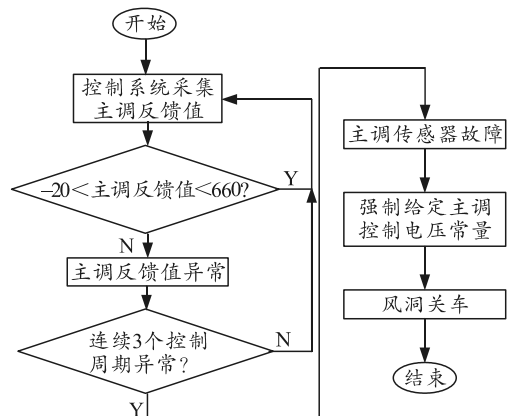 开始
控制系统采集
主调反馈值
–20<主调反馈值<660?
Y
N
主调反馈值异常
连续3个控制
周期异常?
N
Y
主调传感器故障
强制给定主调
控制电压常量
风洞关车
结束